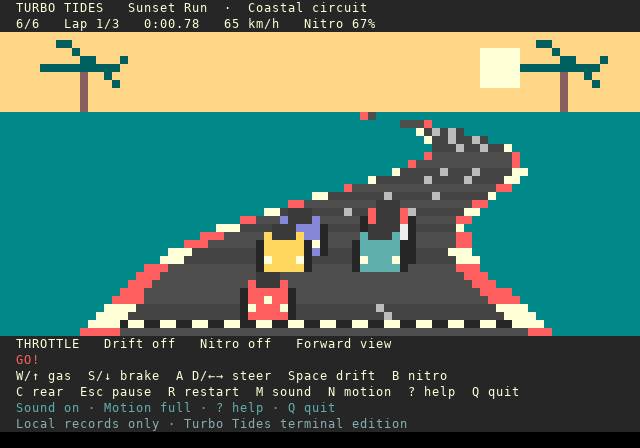 TURBO TIDES   Sunset Run  ·  Coastal circuit
6/6   Lap 1/3   0:00.78   65 km/h   Nitro 67%
THROTTLE   Drift off   Nitro off   Forward view
GO!
W/↑ gas  S/↓ brake  A D/←→ steer  Space drift  B nitro
C rear  Esc pause  R restart  M sound  N motion  ? help  Q quit
Sound on · Motion full · ? help · Q quit
Local records only · Turbo Tides terminal edition